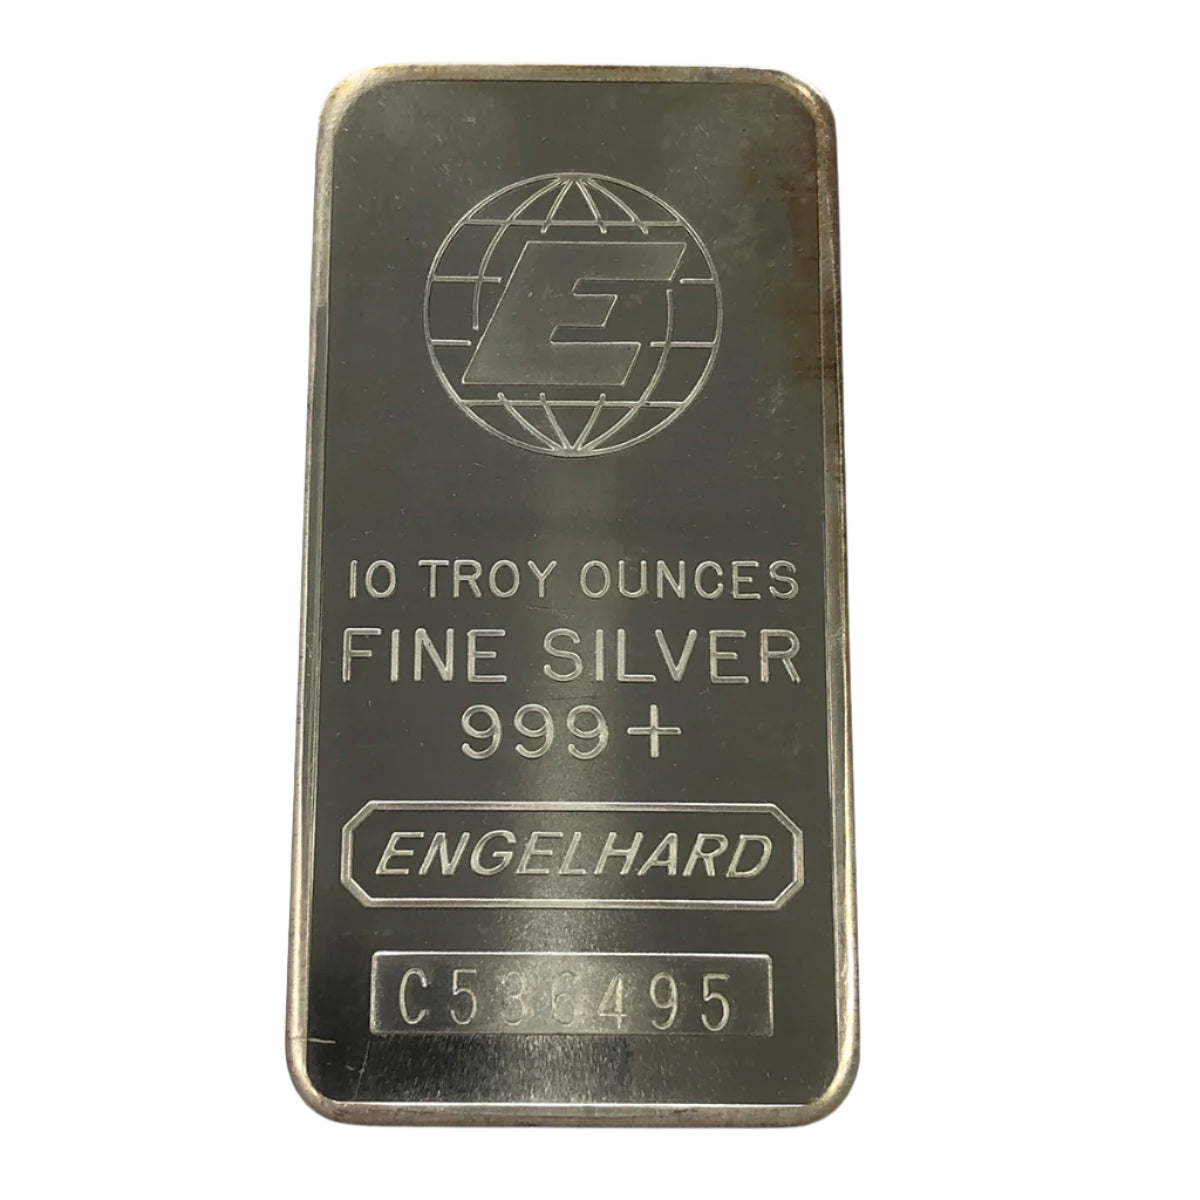 E
10 TROY OUNCES
FINE SILVER
999+
ENGELHARD
C536495